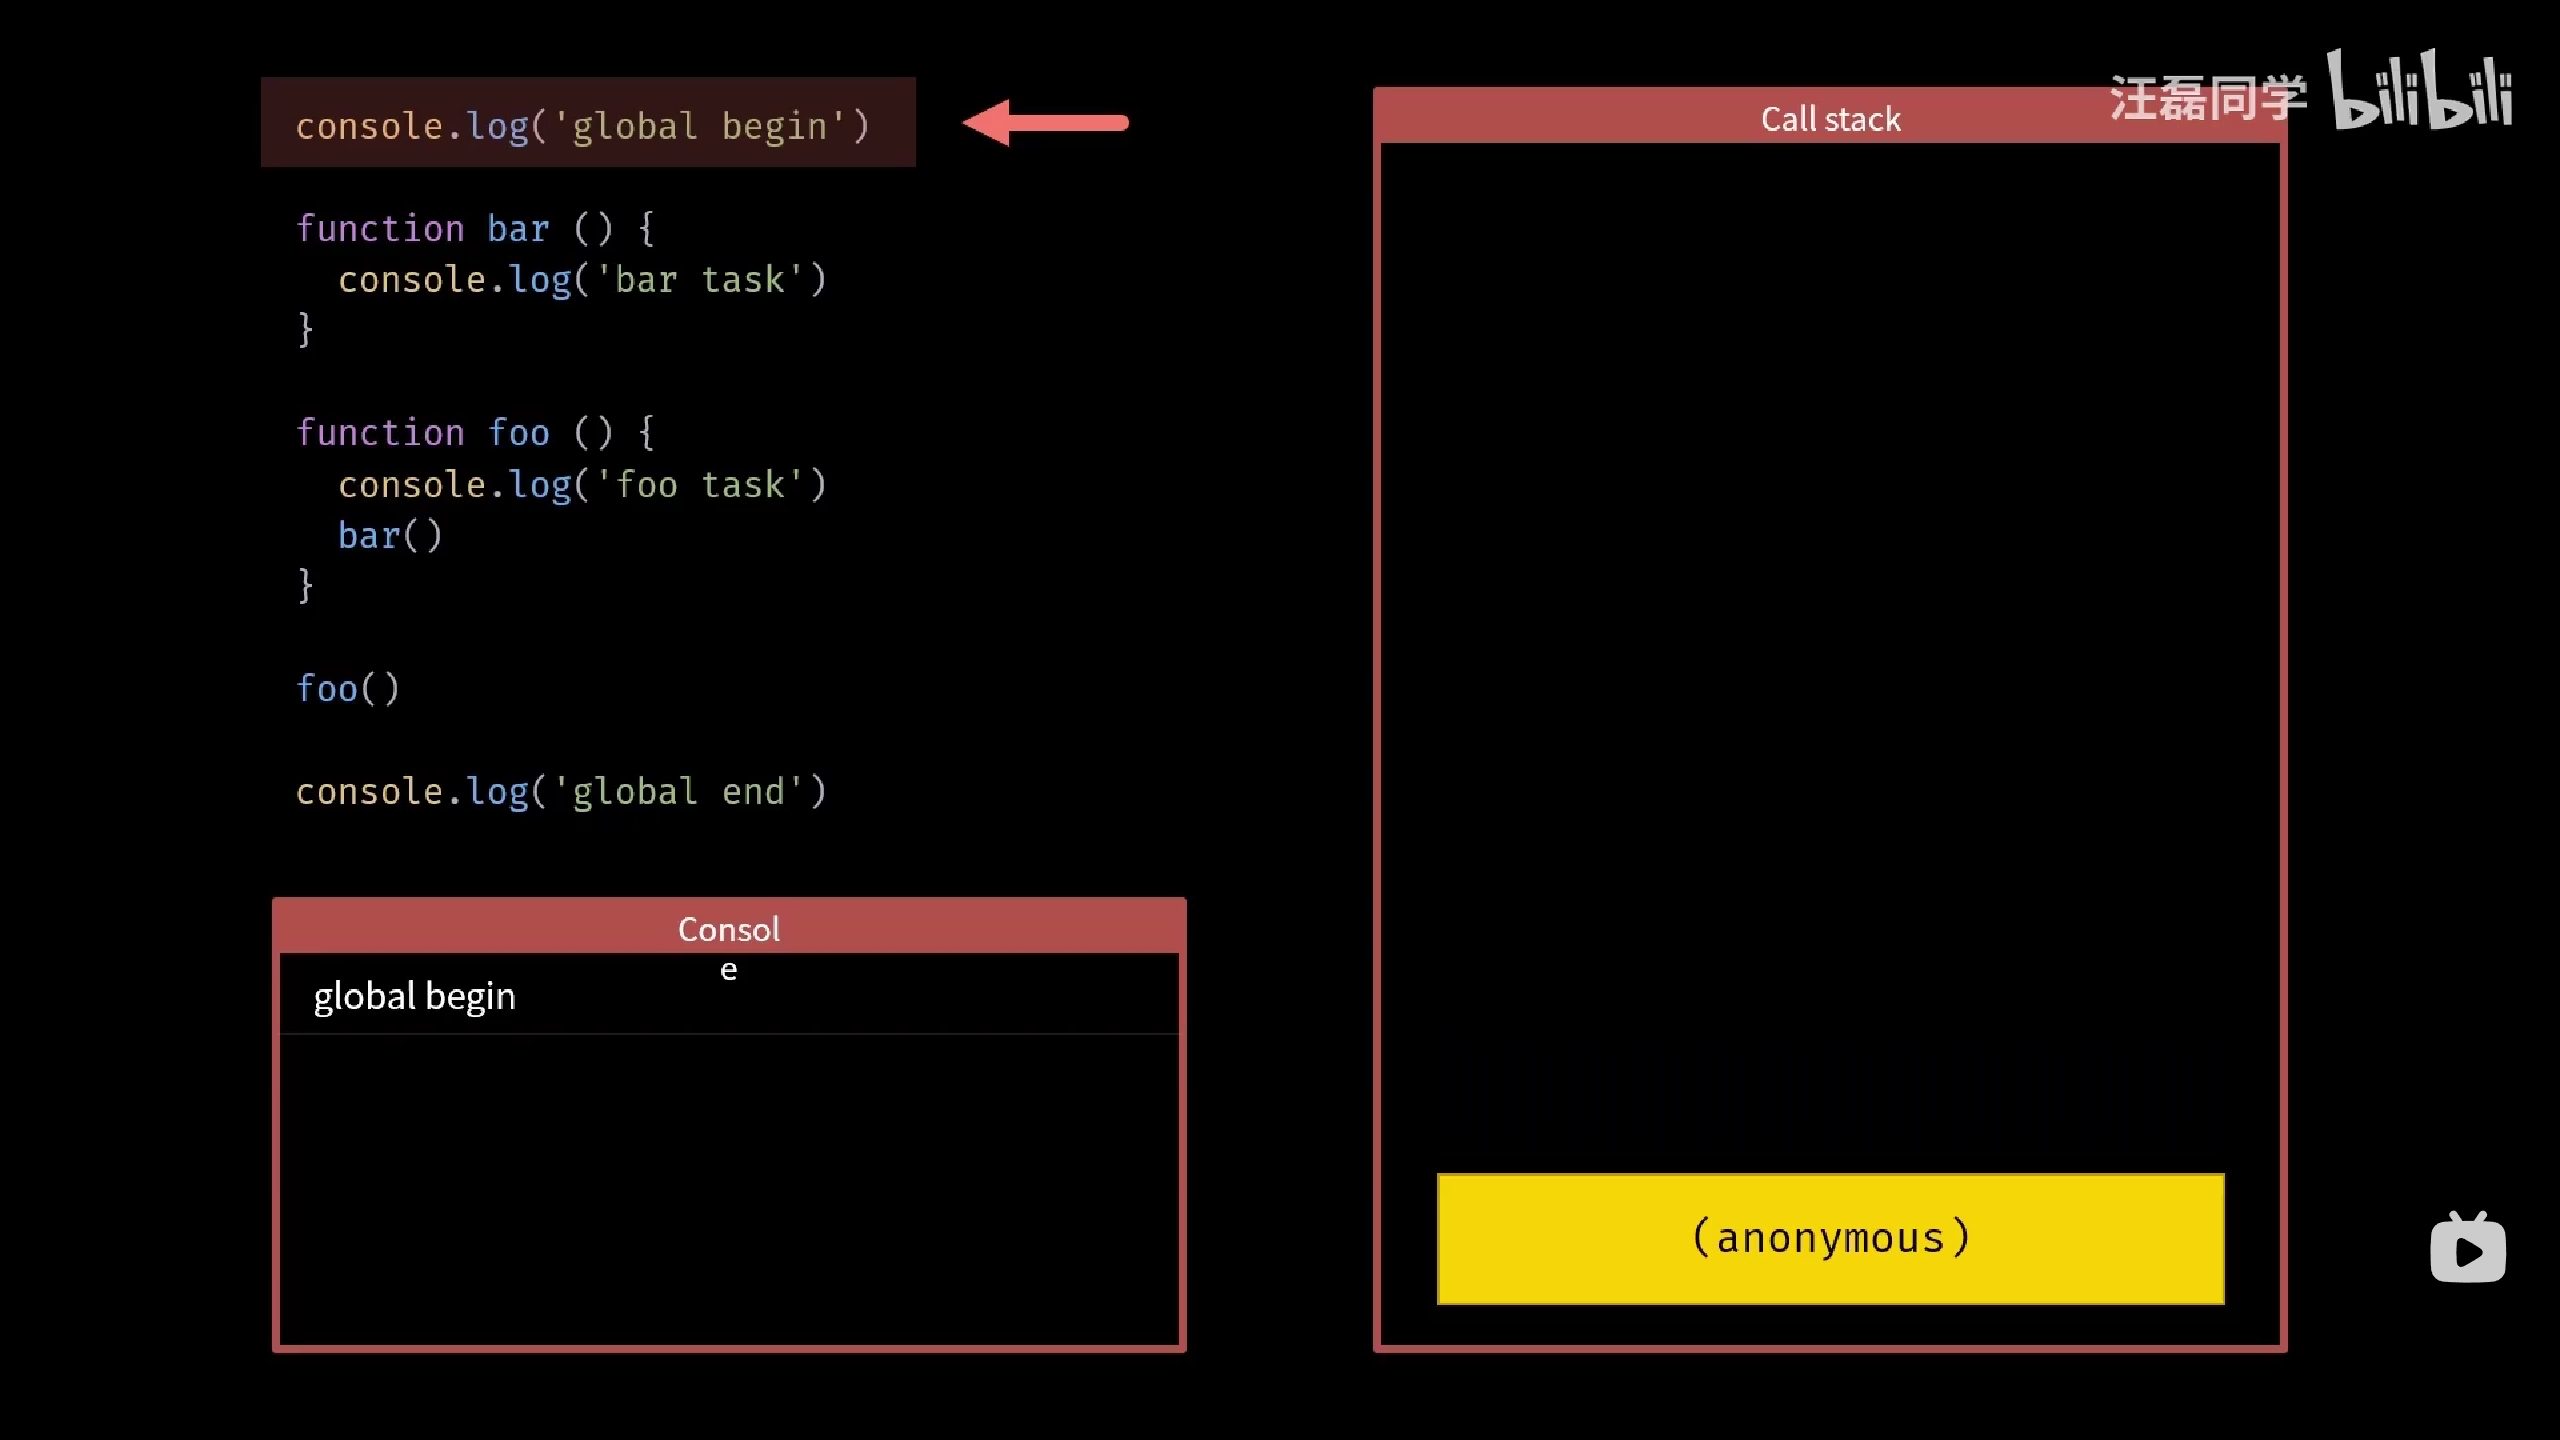 console.log('global begin')
function bar () {
  console.log('bar task')
}
function foo () {
  console.log('foo task')
  bar()
}
foo()
console.log('global end')
Consol
e
global begin
Call stack
(anonymous)
汪磊同学 bilibili